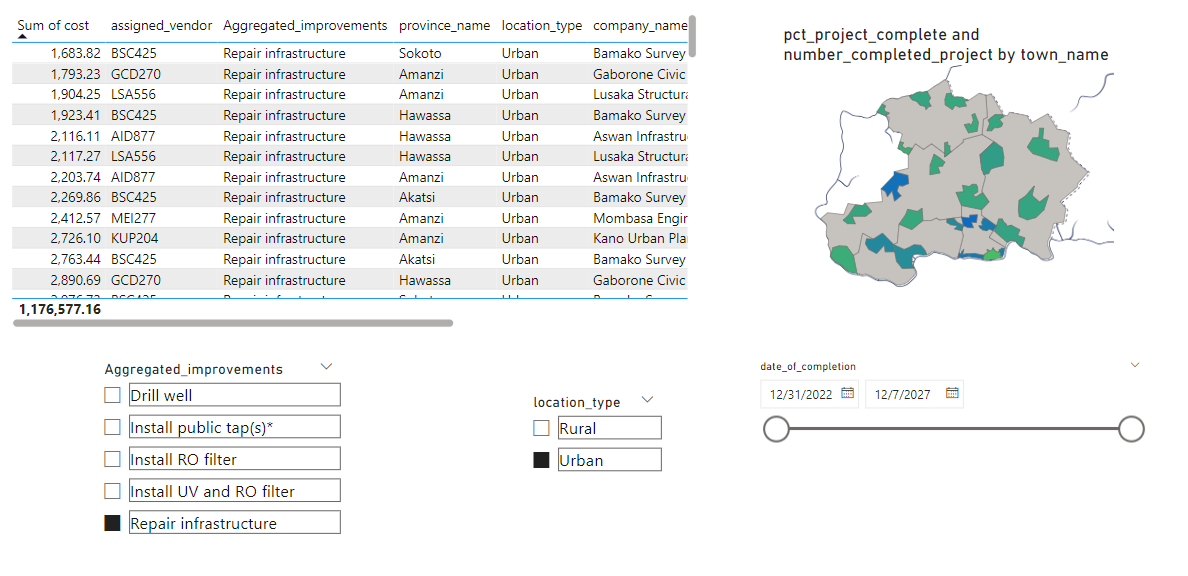 Sum of cost assigned_vendor Aggregated_improvements province_name location_type company_name
1,683.82 BSC425 Repair infrastructure Sokoto Urban Bamako Survey
1,793.23 GCD270 Repair infrastructure Amanzi Urban Gaborone Civic
1,904.25 LSA556 Repair infrastructure Amanzi Urban Lusaka Structura
1,923.41 BSC425 Repair infrastructure Hawassa Urban Bamako Survey
2,116.11 AID877 Repair infrastructure Hawassa Urban Aswan Infrastru
2,117.27 LSA556 Repair infrastructure Hawassa Urban Lusaka Structura
2,203.74 AID877 Repair infrastructure Amanzi Urban Aswan Infrastru
2,269.86 BSC425 Repair infrastructure Akatsi Urban Bamako Survey
2,412.57 MEI277 Repair infrastructure Amanzi Urban Mombasa Engir
2,726.10 KUP204 Repair infrastructure Amanzi Urban Kano Urban Pla
2,763.44 BSC425 Repair infrastructure Akatsi Urban Bamako Survey
2,890.69 GCD270 Repair infrastructure Hawassa Urban Gaborone Civic
1,176,577.16
pct_project_complete and
number_completed_project by town_name
Aggregated_improvements
Drill well
Install public tap(s)*
Install RO filter
Install UV and RO filter
Repair infrastructure
location_type
Rural
Urban
date_of_completion
12/31/2022 12/7/2027